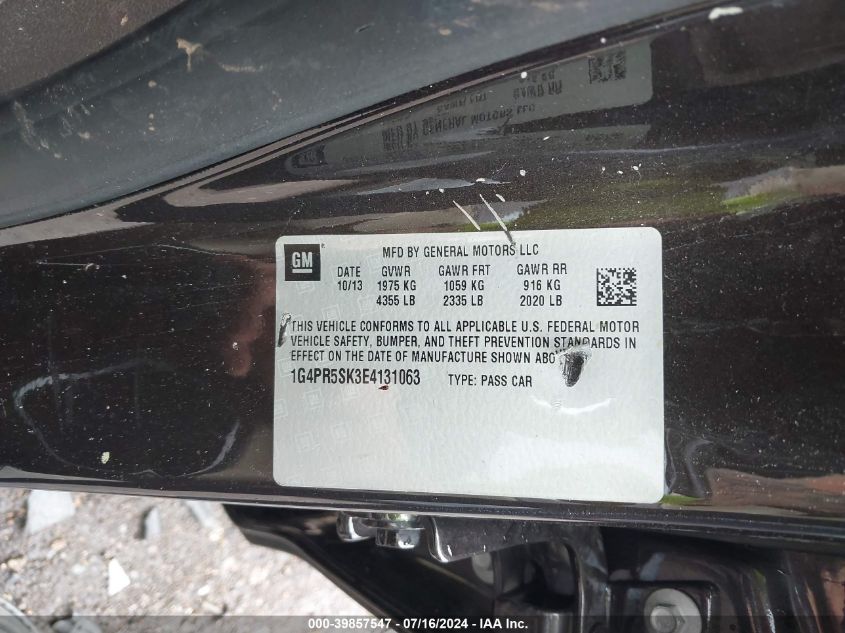 GM ®
MFD BY GENERAL MOTORS LLC
DATE GVWR GAWR FRT GAWR RR
10/13 1975 KG 1059 KG 916 KG
4355 LB 2335 LB 2020 LB
THIS VEHICLE CONFORMS TO ALL APPLICABLE U.S. FEDERAL MOTOR
VEHICLE SAFETY, BUMPER, AND THEFT PREVENTION STANDARDS IN
EFFECT ON THE DATE OF MANUFACTURE SHOWN
1G4PR5SK3E4131063 TYPE: PASS CAR
000-39857547 / 07/16/2024 / IAA Inc.